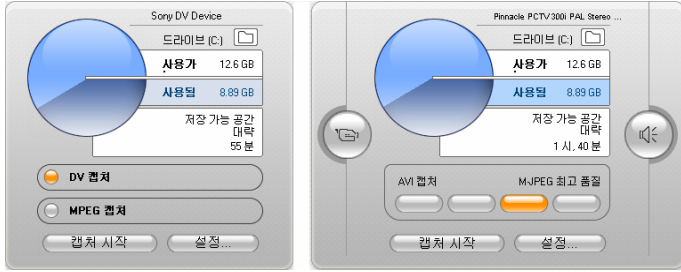 Sony DV Device
드라이브 (C:)
사용가 12.6 GB
사용됨 8.89 GB
저장 가능 공간
대략
55 분
DV 캡처
MPEG 캡처
캡처 시작
설정...
Pinnacle PCTV 300i PAL Stereo ...
드라이브 (C:)
사용가 12.6 GB
사용됨 8.89 GB
저장 가능 공간
대략
1 시, 40 분
AVI 캡처 M-JPEG 최고 품질
캡처 시작
설정...